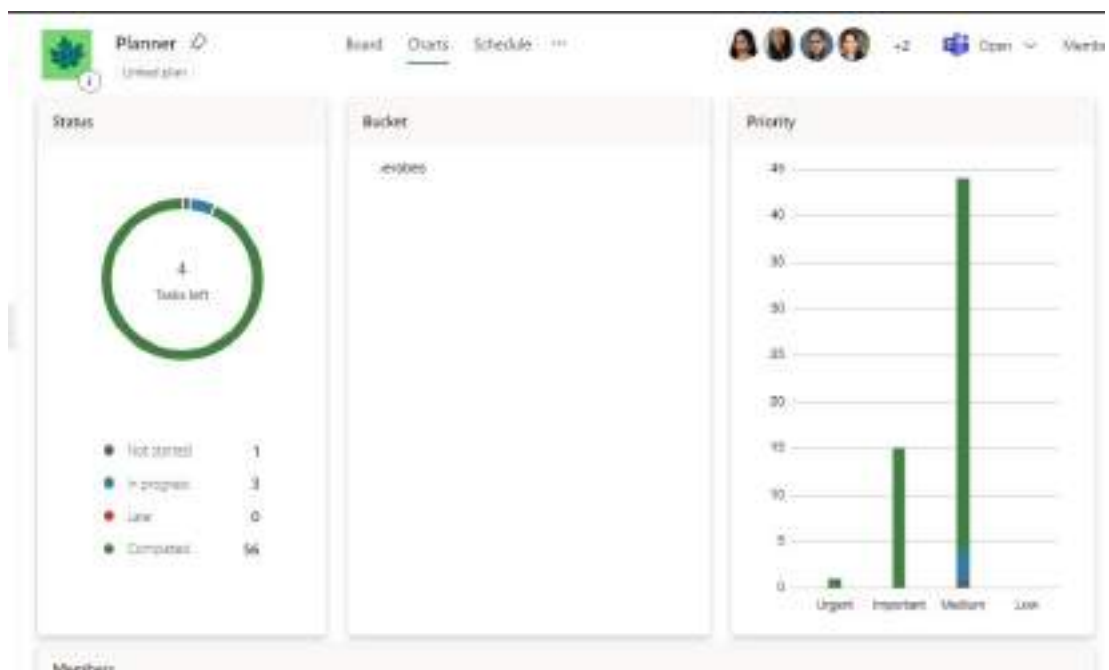 Planner
Board Charts Schedule ...
+2
Open
Status
Bucket
Priority
4
Tasks left
Not started 1
In progress 3
Late 0
Completed 56
45
40
35
30
25
20
15
10
5
0
Urgent Important Medium Low
Members